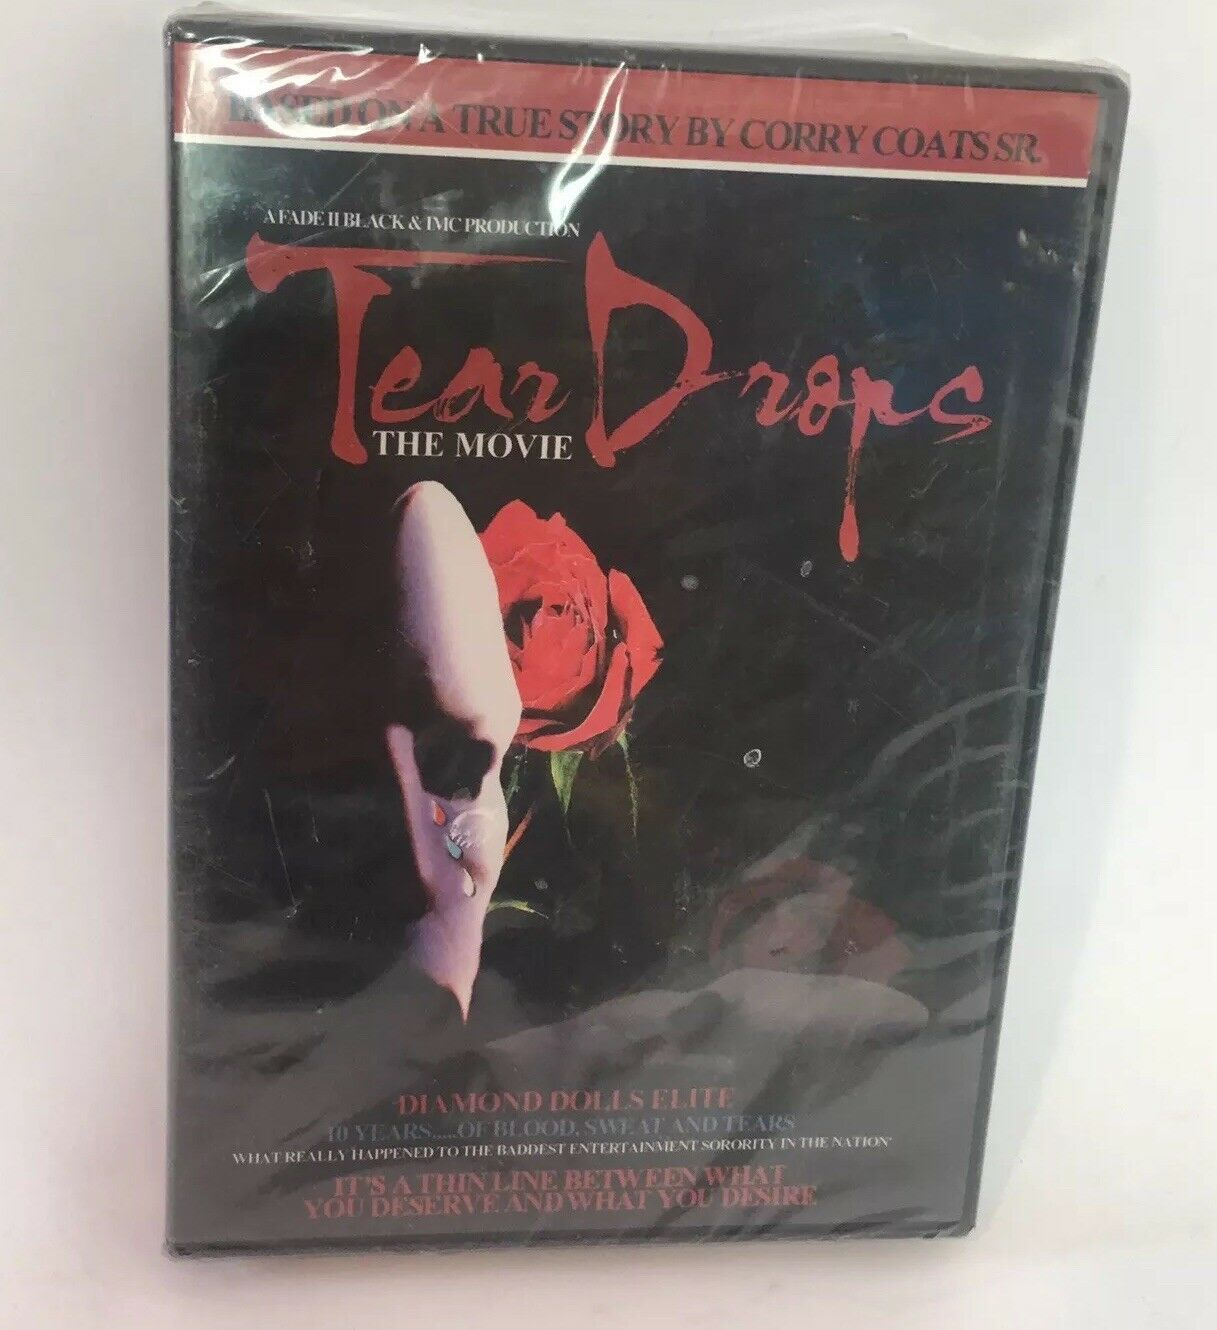 BASED ON A TRUE STORY BY CORRY COATS SR.
A FADE II BLACK & IMC PRODUCTION
Tear Drops
THE MOVIE
DIAMOND DOLLS ELITE
10 YEARS.....OF BLOOD, SWEAT AND TEARS
WHAT REALLY HAPPENED TO THE BADDEST ENTERTAINMENT SORORITY IN THE NATION"
IT'S A THIN LINE BETWEEN WHAT
YOU DESERVE AND WHAT YOU DESIRE